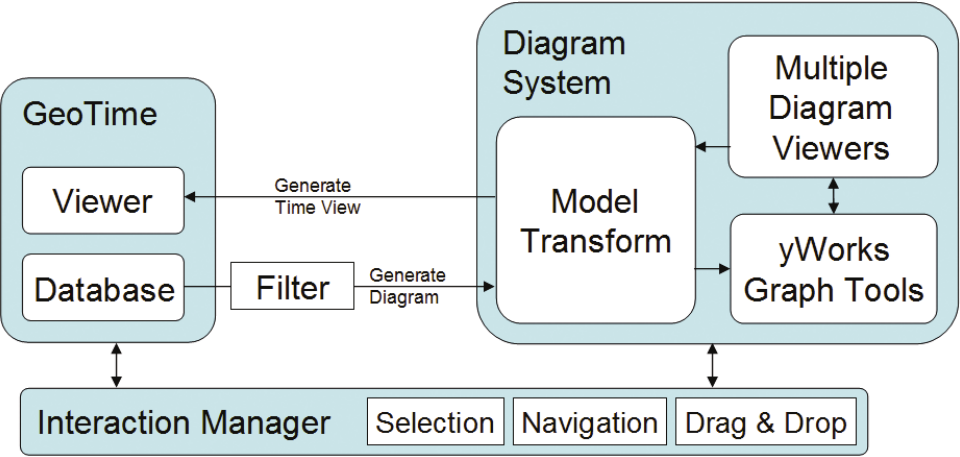 GeoTime
Viewer
Database
Generate
Time View
Filter
Generate
Diagram
Diagram
System
Model
Transform
Multiple
Diagram
Viewers
yWorks
Graph Tools
Interaction Manager
Selection
Navigation
Drag & Drop